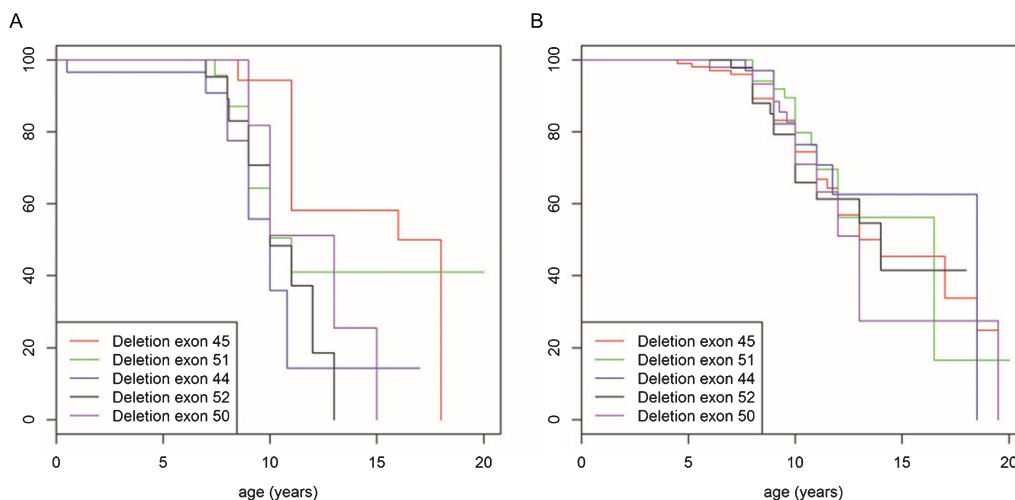 A
B
100
80
60
40
20
0
Deletion exon 45
Deletion exon 51
Deletion exon 44
Deletion exon 52
Deletion exon 50
0 5 10 15 20
age (years)
100
80
60
40
20
0
Deletion exon 45
Deletion exon 51
Deletion exon 44
Deletion exon 52
Deletion exon 50
0 5 10 15 20
age (years)